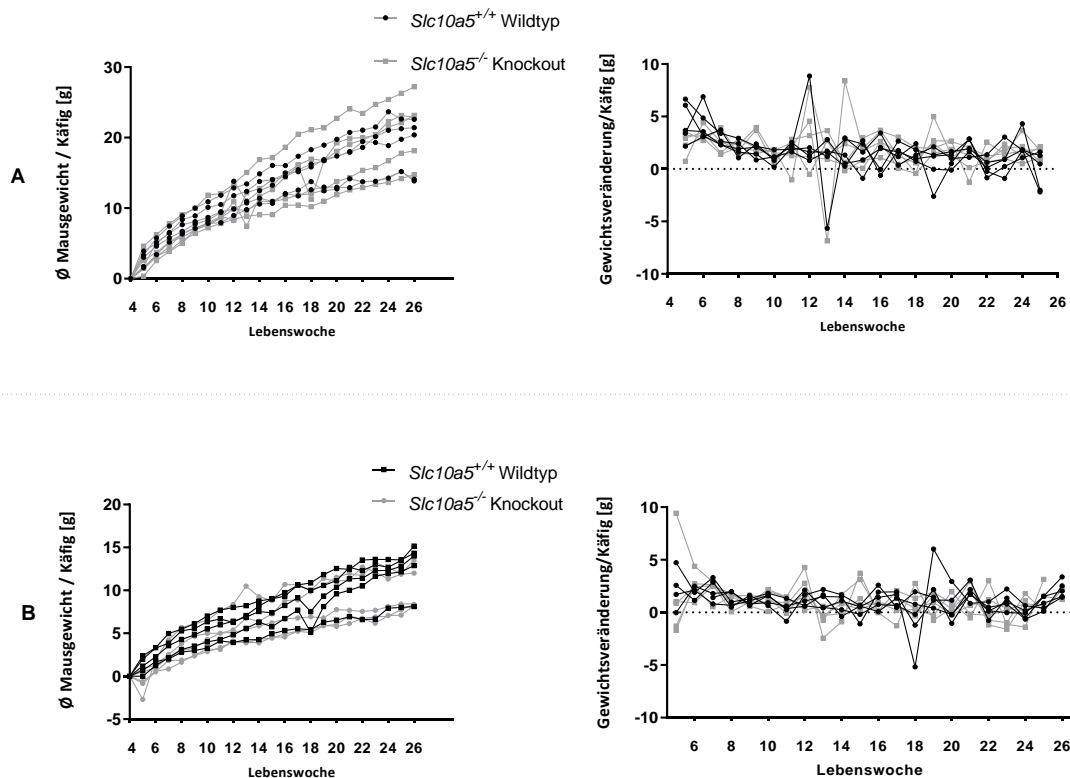 Slc10a5+/+ Wildtyp
Slc10a5-/- Knockout
A
Ø Mausgewicht / Käfig [g]
30
20
10
0
4 6 8 10 12 14 16 18 20 22 24 26
Lebenswoche
Gewichtsveränderung/Käfig [g]
10
5
0
-5
-10
4 6 8 10 12 14 16 18 20 22 24 26
Lebenswoche
Slc10a5+/+ Wildtyp
Slc10a5-/- Knockout
B
Ø Mausgewicht / Käfig [g]
20
15
10
5
0
-5
4 6 8 10 12 14 16 18 20 22 24 26
Lebenswoche
Gewichtsveränderung/Käfig [g]
10
5
0
-5
-10
6 8 10 12 14 16 18 20 22 24 26
Lebenswoche